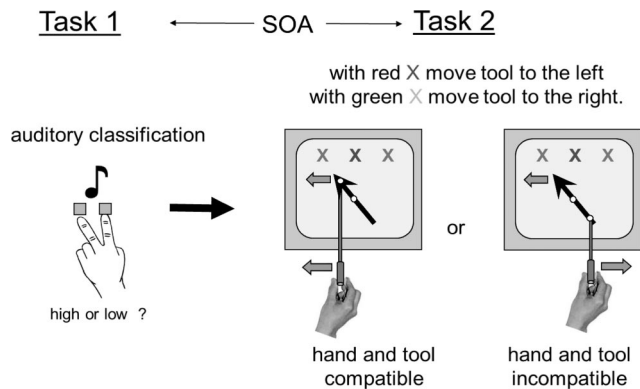 Task 1 SOA Task 2
with red X move tool to the left
with green X move tool to the right.
auditory classification
X X X
X X X
or
high or low ?
hand and tool
compatible
hand and tool
incompatible